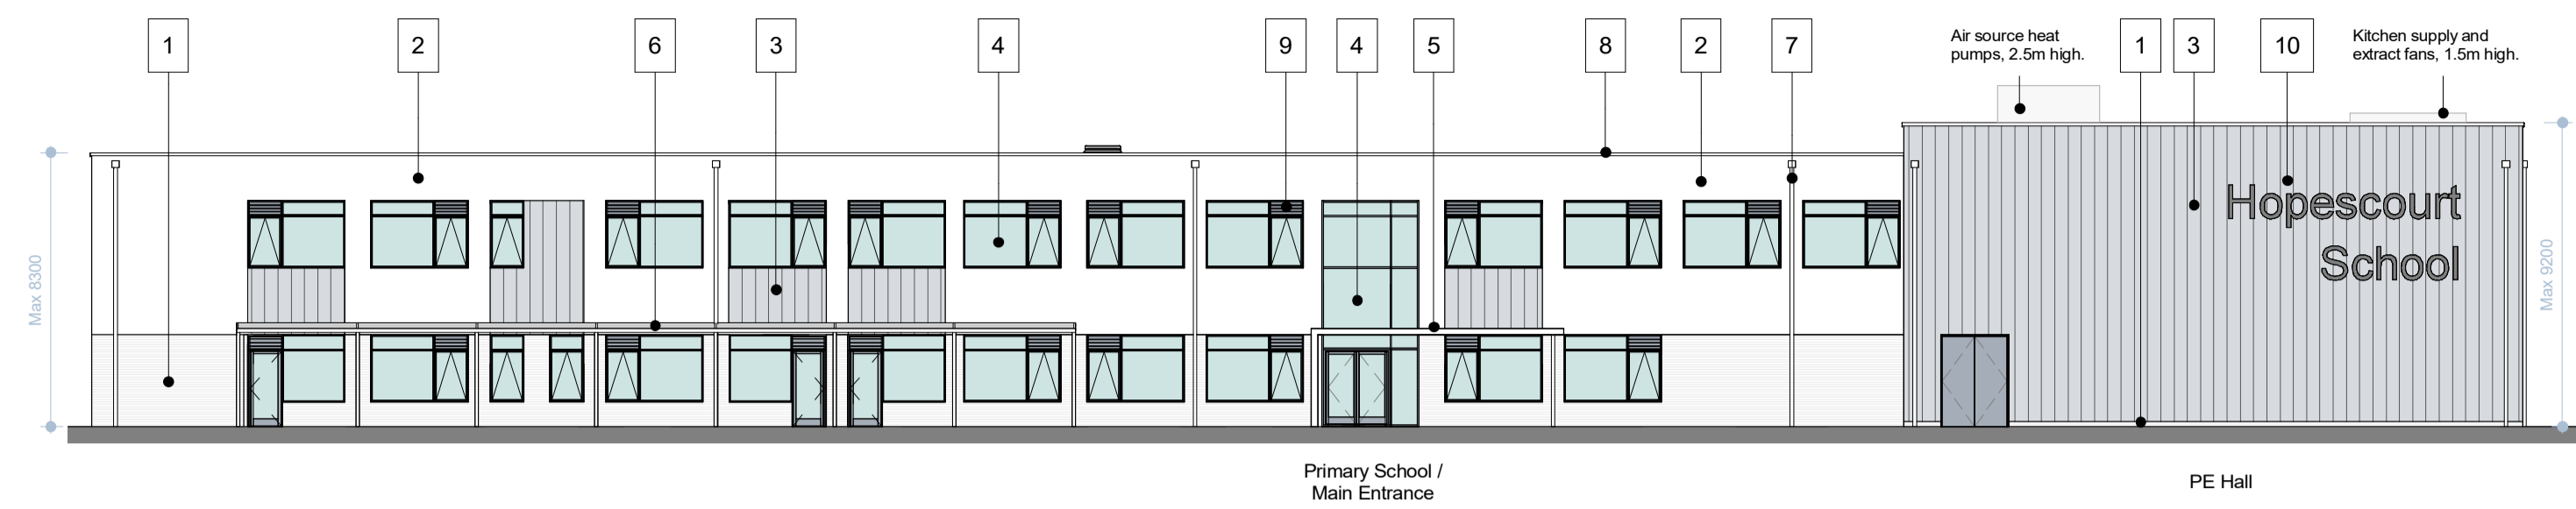 1
2
6
3
4
9
4
5
8
2
7
Air source heat
pumps, 2.5m high.
1
3
10
Kitchen supply and
extract fans, 1.5m high.
Max 8300
Hopescourt
School
Max 9200
Primary School /
Main Entrance
PE Hall